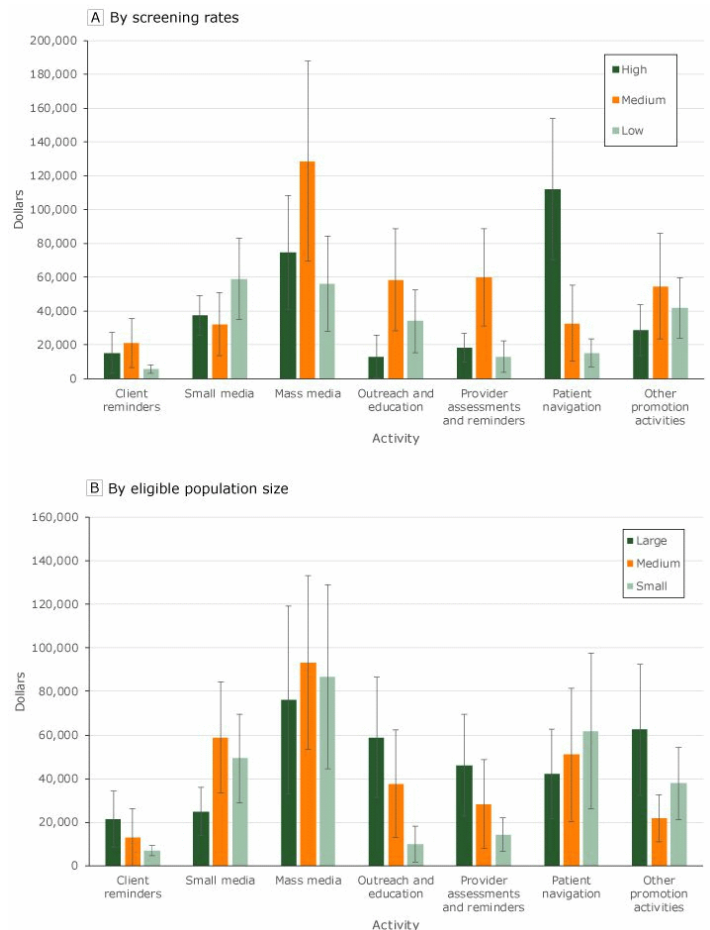 A By screening rates
200,000
180,000
160,000
140,000
120,000
100,000
80,000
60,000
40,000
20,000
0
Dollars
High
Medium
Low
Client reminders
Small media
Mass media
Outreach and education
Provider assessments and reminders
Patient navigation
Other promotion activities
Activity
B By eligible population size
160,000
140,000
120,000
100,000
80,000
60,000
40,000
20,000
0
Dollars
Large
Medium
Small
Client reminders
Small media
Mass media
Outreach and education
Provider assessments and reminders
Patient navigation
Other promotion activities
Activity